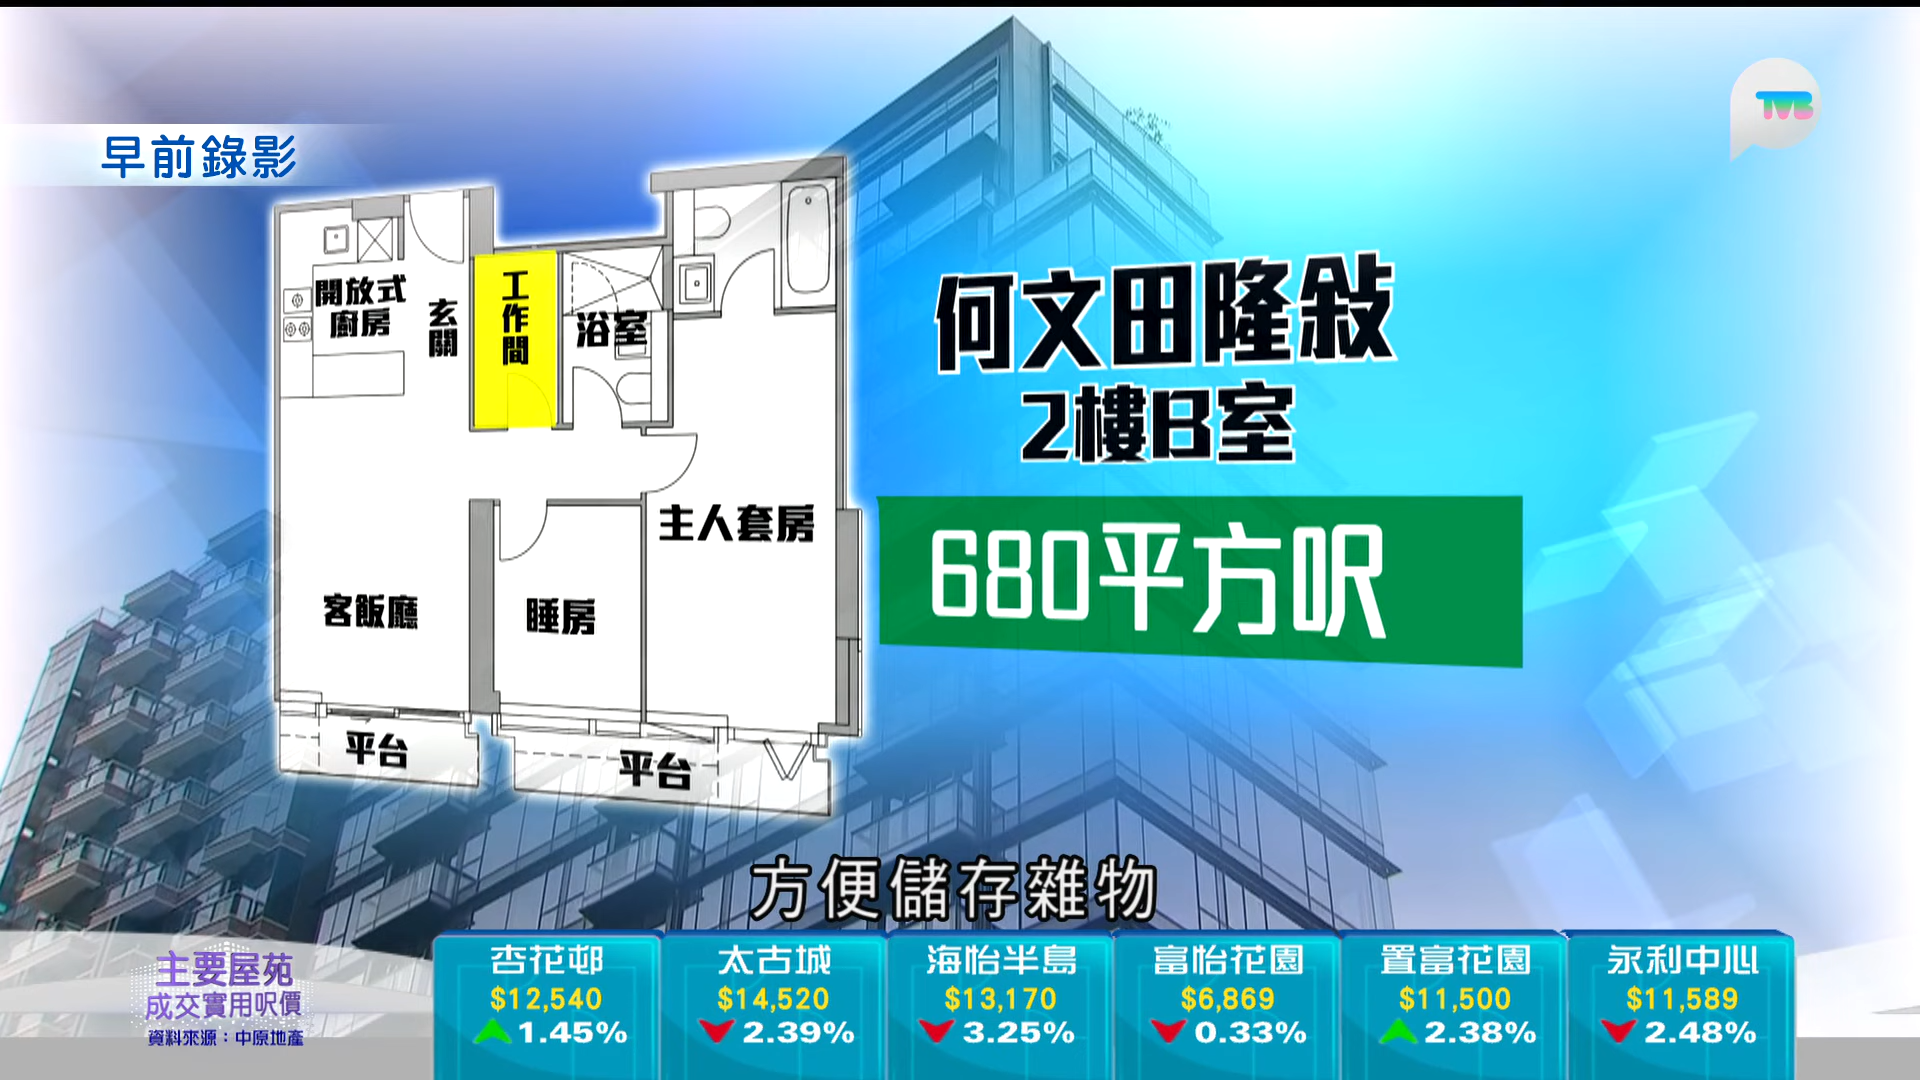 TVB
早前錄影
開放式
廚房
玄關
工作間
浴室
主人套房
客飯廳
睡房
平台
平台
何文田隆敍
2樓B室
680平方呎
方便儲存雜物
主要屋苑
成交實用呎價
資料來源：中原地產
杏花邨
$12,540
1.45%
太古城
$14,520
2.39%
海怡半島
$13,170
3.25%
富怡花園
$6,869
0.33%
置富花園
$11,500
2.38%
永利中心
$11,589
2.48%